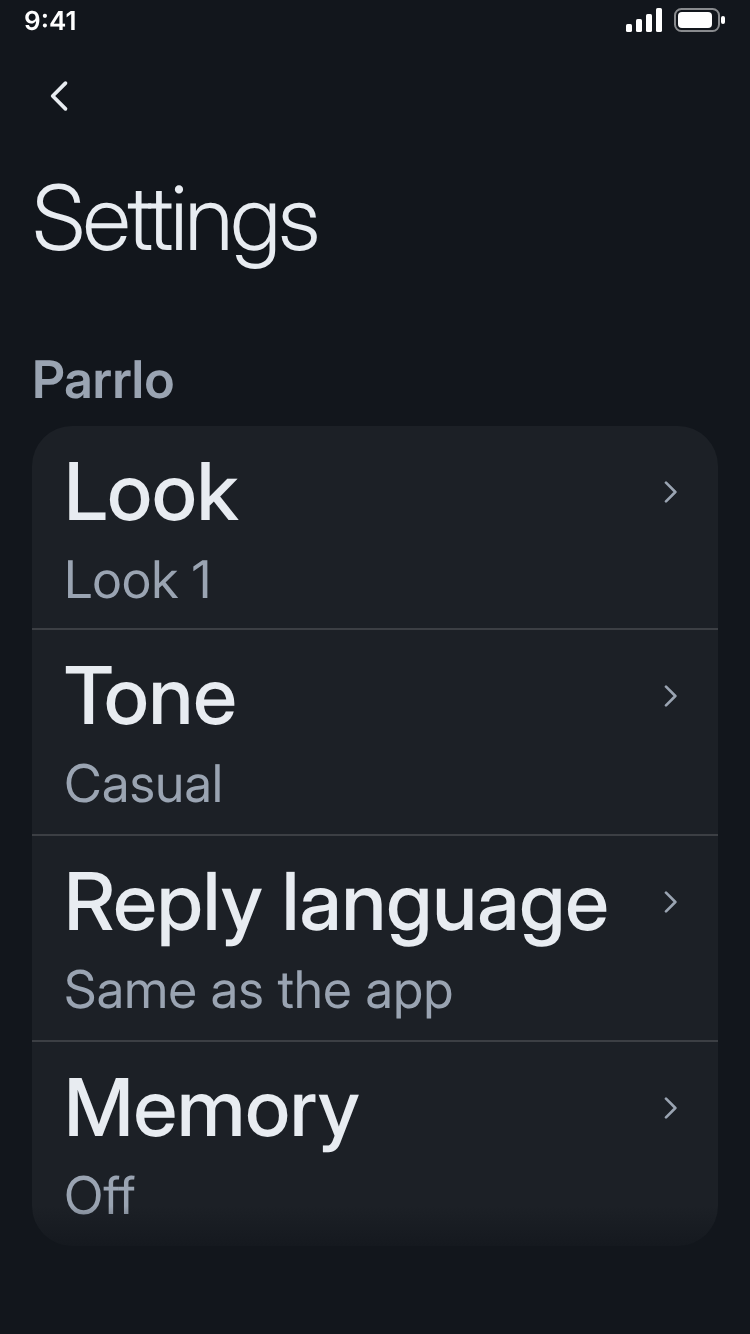 9:41
Settings
Parrlo
Look
Look 1
Tone
Casual
Reply language
Same as the app
Memory
Off